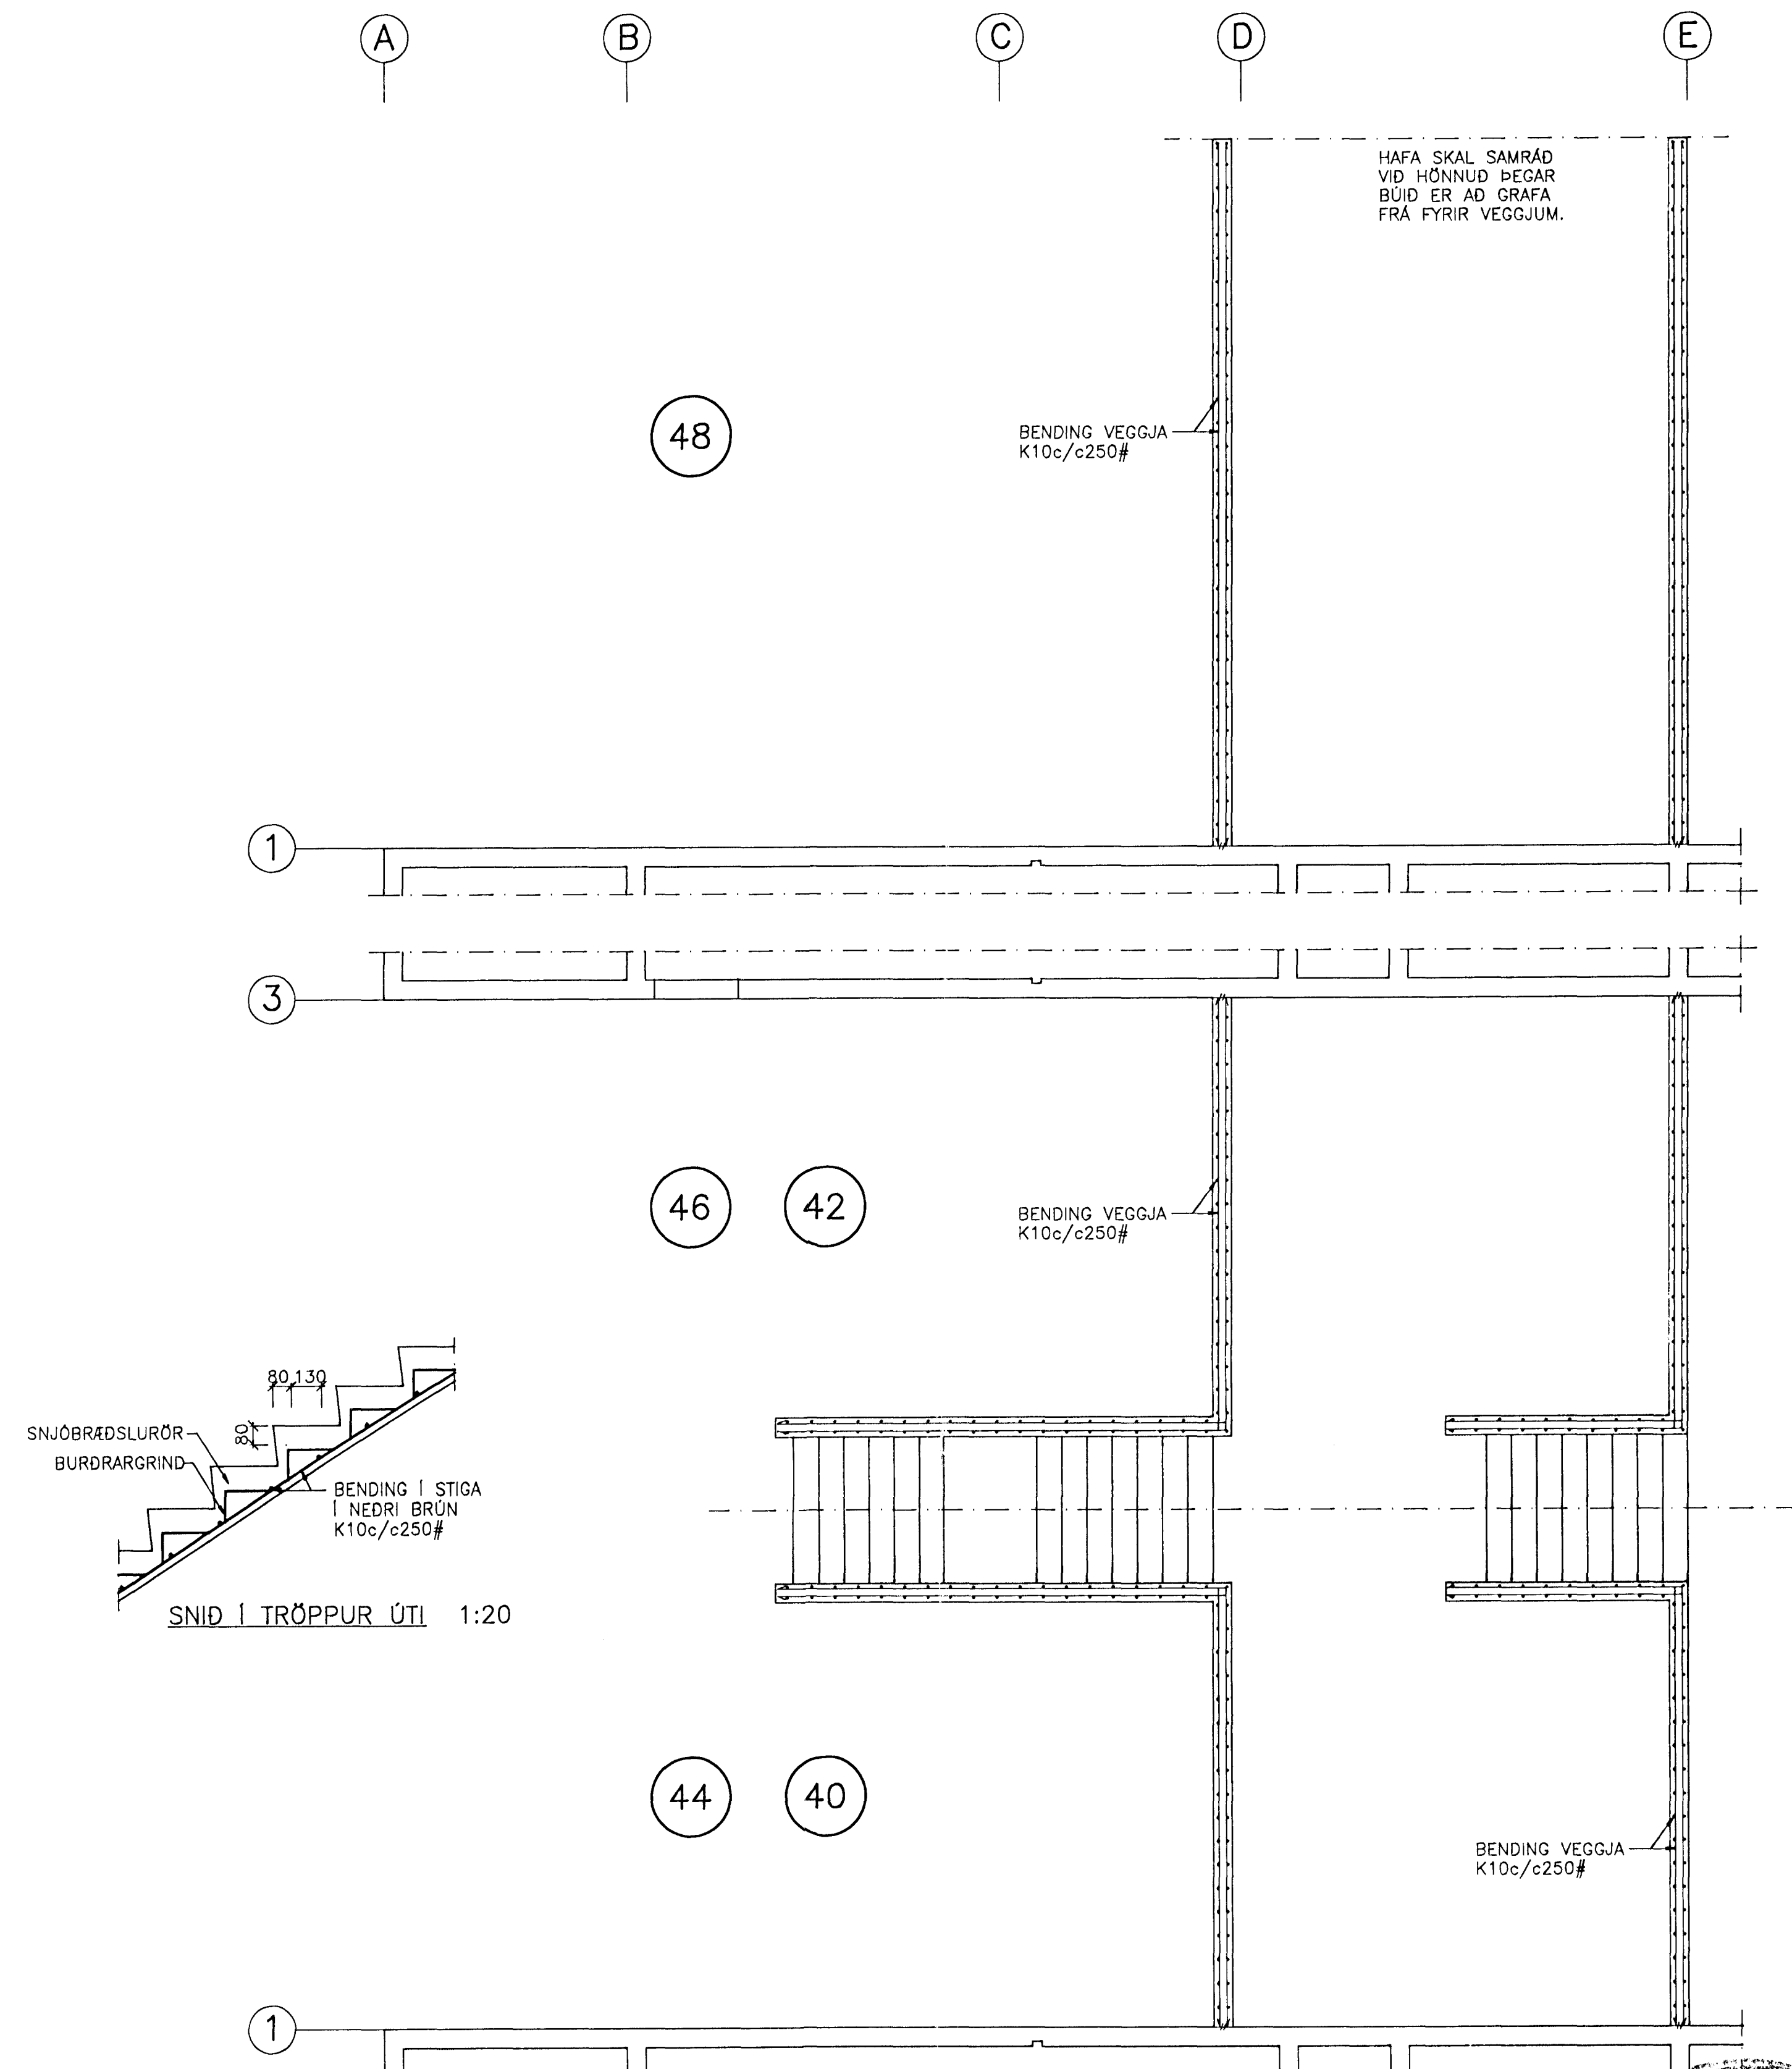 A B C D E
HAFA SKAL SAMRÁÐ
VIÐ HÖNNUÐ ÞEGAR
BÚIÐ ER AÐ GRAFA
FRÁ FYRIR VEGGJUM.
48
BENDING VEGGJA
K10c/c250#
1
3
46 42
BENDING VEGGJA
K10c/c250#
80 130
80
SNJÓBRÆÐSLURÖR
BURÐRARGRIND
BENDING Í STIGA
Í NEÐRI BRÚN
K10c/c250#
SNIÐ Í TRÖPPUR ÚTI 1:20
44 40
BENDING VEGGJA
K10c/c250#
1